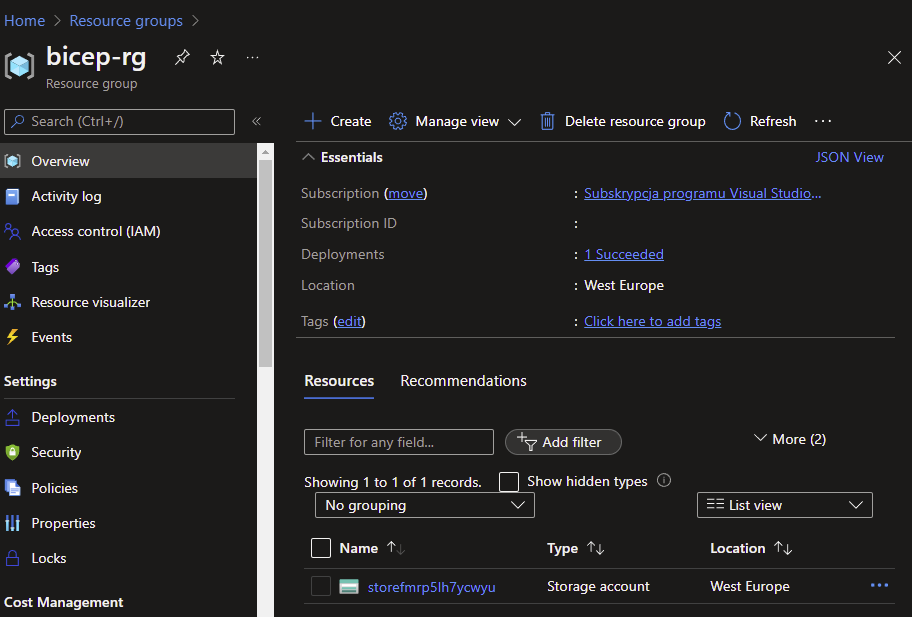 Home > Resource groups >
bicep-rg
...
Resource group
Search (Ctrl+/)
«
Create
Manage view
Delete resource group
Refresh
...
Overview
Activity log
Access control (IAM)
Tags
Resource visualizer
Events
Settings
Deployments
Security
Policies
Properties
Locks
Cost Management
Essentials
JSON View
Subscription (move) : Subskrypcja programu Visual Studio...
Subscription ID :
Deployments : 1 Succeeded
Location : West Europe
Tags (edit) : Click here to add tags
Resources Recommendations
Filter for any field...
Add filter
More (2)
Showing 1 to 1 of 1 records.
Show hidden types
No grouping
List view
Name Type Location
storefmrp5lh7ycwyu Storage account West Europe ...